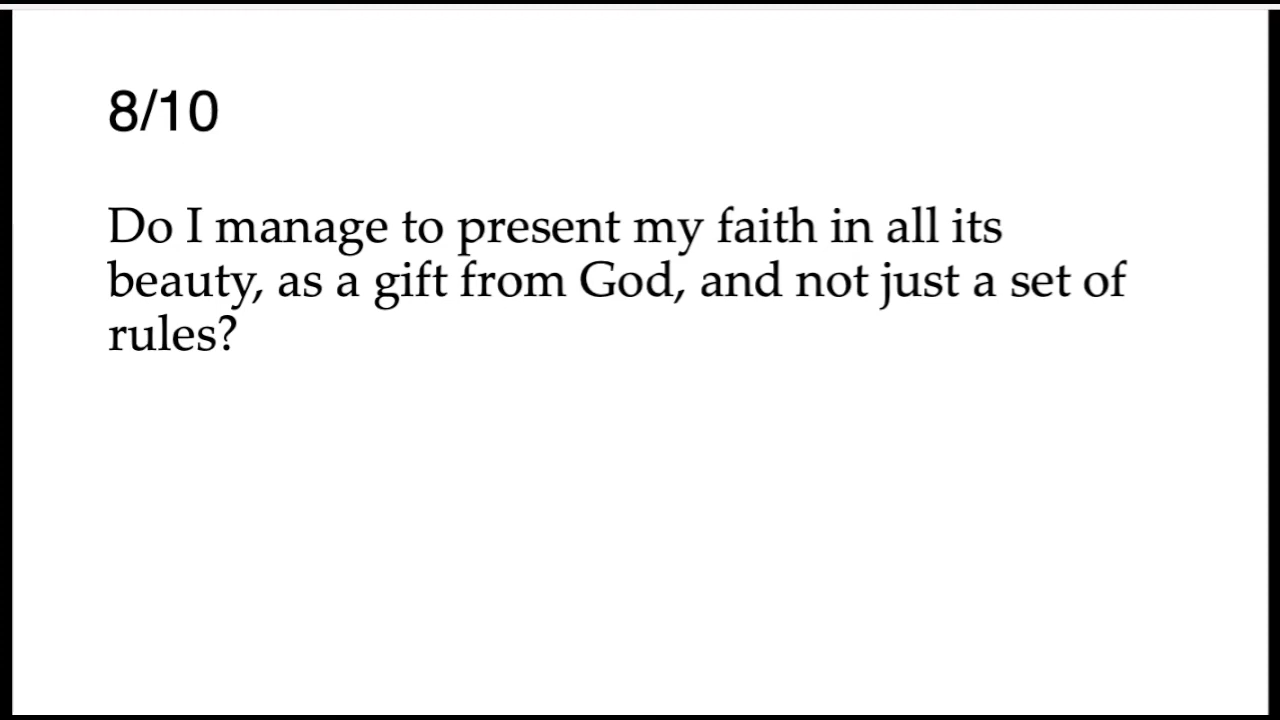 8/10
Do I manage to present my faith in all its
beauty, as a gift from God, and not just a set of
rules?